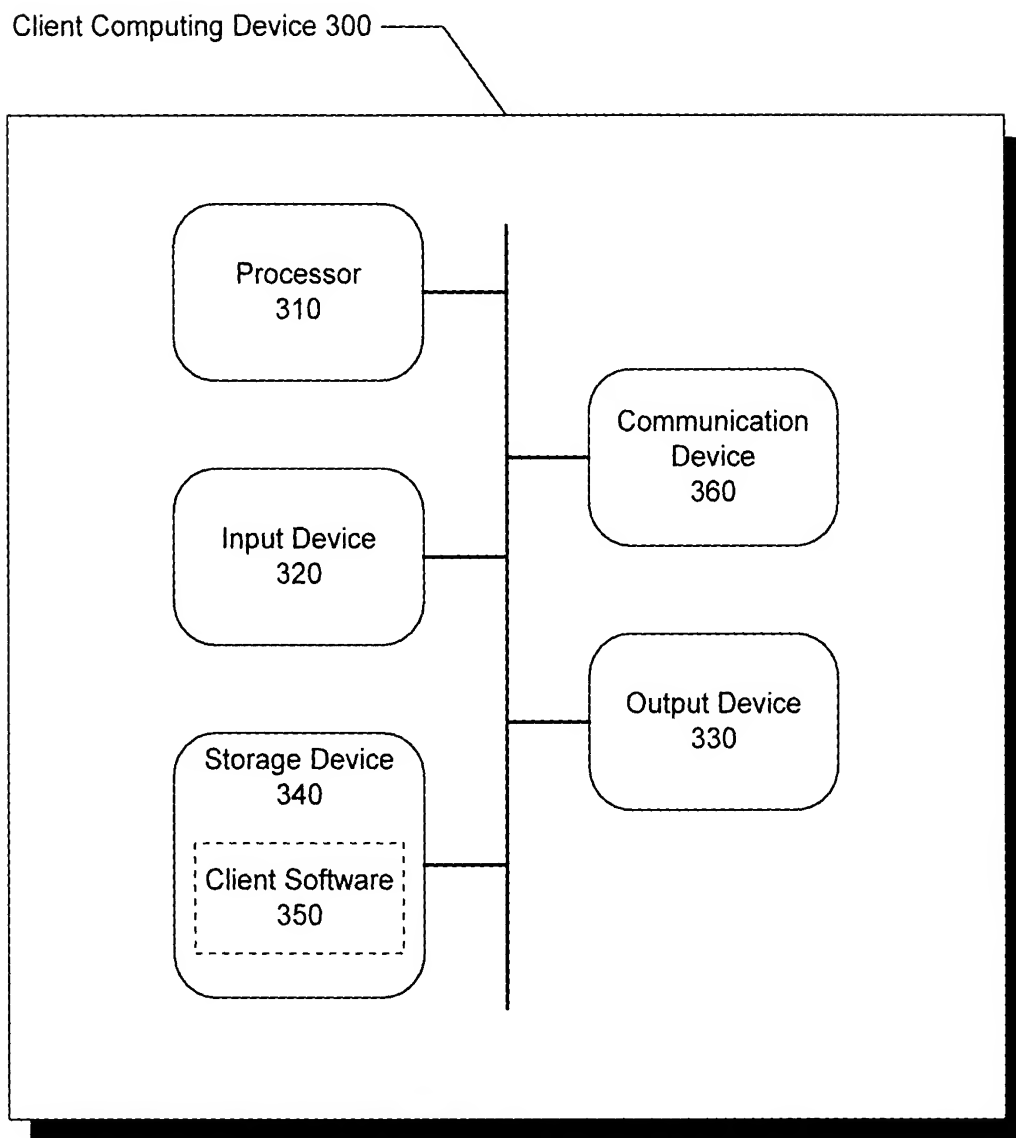 Client Computing Device 300
Processor
310
Communication
Device
360
Input Device
320
Output Device
330
Storage Device
340
Client Software
350